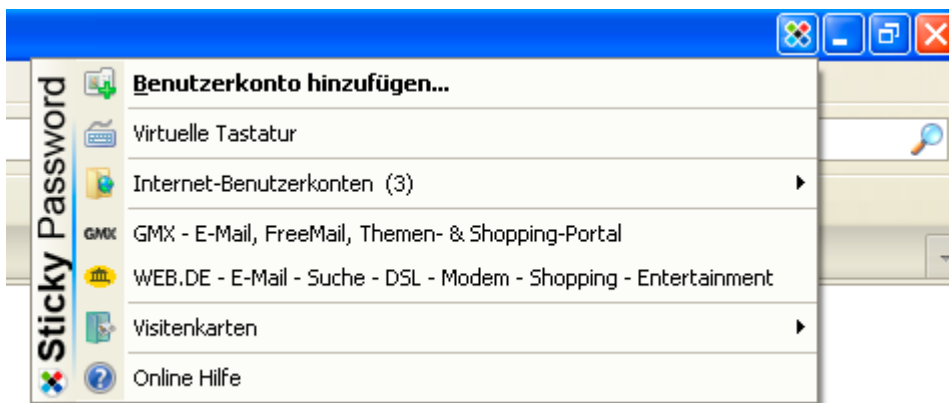 Sticky Password
Benutzerkonto hinzufügen...
Virtuelle Tastatur
Internet-Benutzerkonten (3)
GMX GMX - E-Mail, FreeMail, Themen- & Shopping-Portal
WEB.DE - E-Mail - Suche - DSL - Modem - Shopping - Entertainment
Visitenkarten
? Online Hilfe